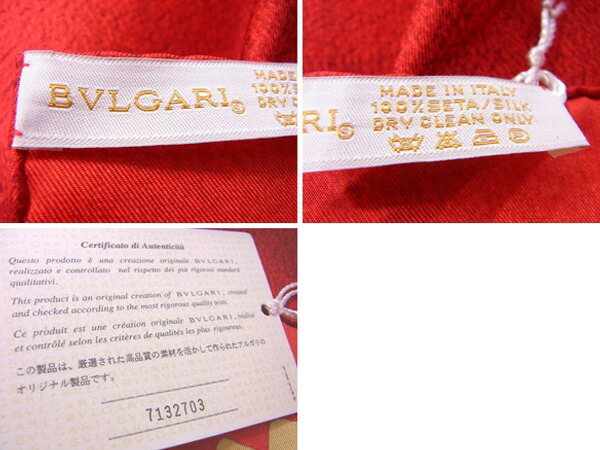 BVLGARI®
MADE
100%S
DRY CL
MADE IN ITALY
100%SETA/SILK
RI® DRY CLEAN ONLY
Certificato di Autenticità
Questo prodotto è una creazione originale BVLGARI,
realizzato e controllato nel rispetto dei più rigorosi standard
qualitativi.
This product is an original creation of BVLGARI, created
and checked according to the most rigorous quality tests.
Ce produit est une création originale BVLGARI, réalisé
et contrôlé selon les critères de qualités les plus rigoureux.
この製品は、厳選された高品質の素材を活かして作られたブルガリの
オリジナル製品です。
7132703